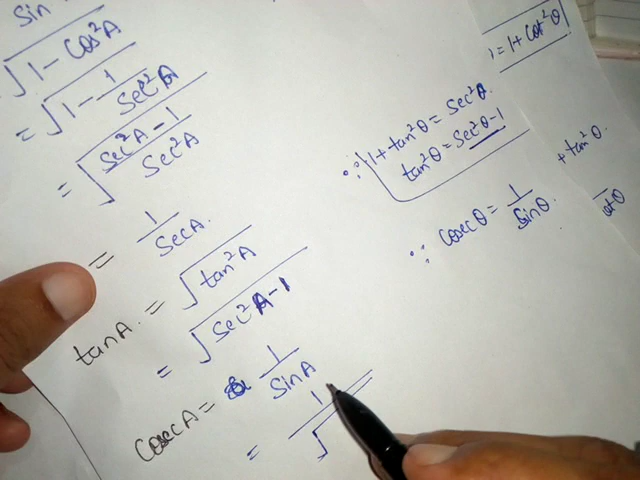 Sin
√1 - Cos²A
= √1 - 1/Sec²A
= √Sec²A - 1/Sec²A
= 1/SecA.
tanA. = √tan²A
= √Sec²A - 1
CosecA = 1/SinA
= 1/√
∵ 1 + tan²θ = Sec²θ.
tan²θ = Sec²θ - 1
∵ Cosecθ = 1/Sinθ.
= 1 + Cot²θ
+ tan²θ.